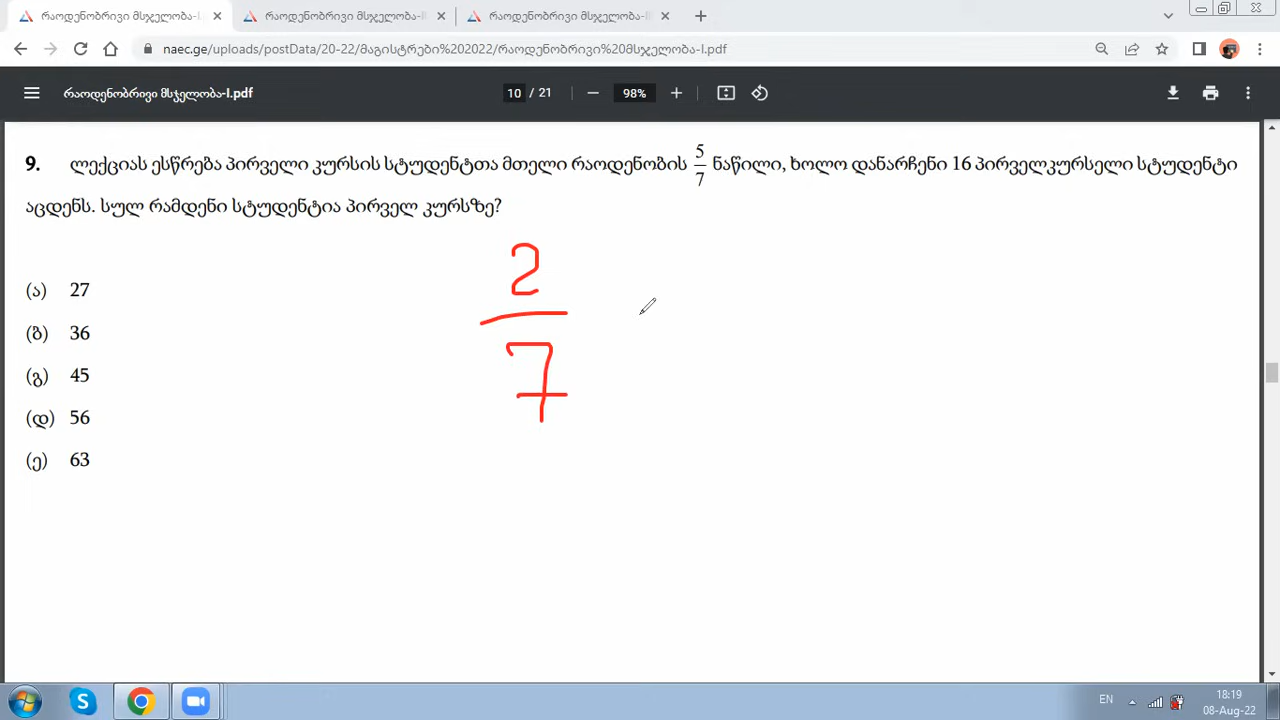 რაოდენობრივი მსჯელობა-I.
რაოდენობრივი მსჯელობა-II
რაოდენობრივი მსჯელობა-II
naec.ge/uploads/postData/20-22/მაგისტრები%202022/რაოდენობრივი%20მსჯელობა-I.pdf
რაოდენობრივი მსჯელობა-I.pdf
10 / 21
98%
9. ლექციას ესწრება პირველი კურსის სტუდენტთა მთელი რაოდენობის 5/7 ნაწილი, ხოლო დანარჩენი 16 პირველკურსელი სტუდენტი
აცდენს. სულ რამდენი სტუდენტია პირველ კურსზე?
2
7
(ა) 27
(ბ) 36
(გ) 45
(დ) 56
(ე) 63
EN
18:19
08-Aug-22